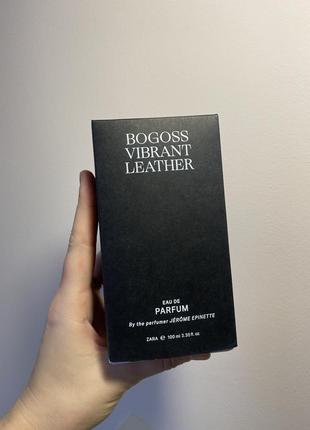 BOGOSS
VIBRANT
LEATHER
EAU DE
PARFUM
By the perfumer JÉRÔME EPINETTE
ZARA ℮ 100 ml 3.38 fl. oz